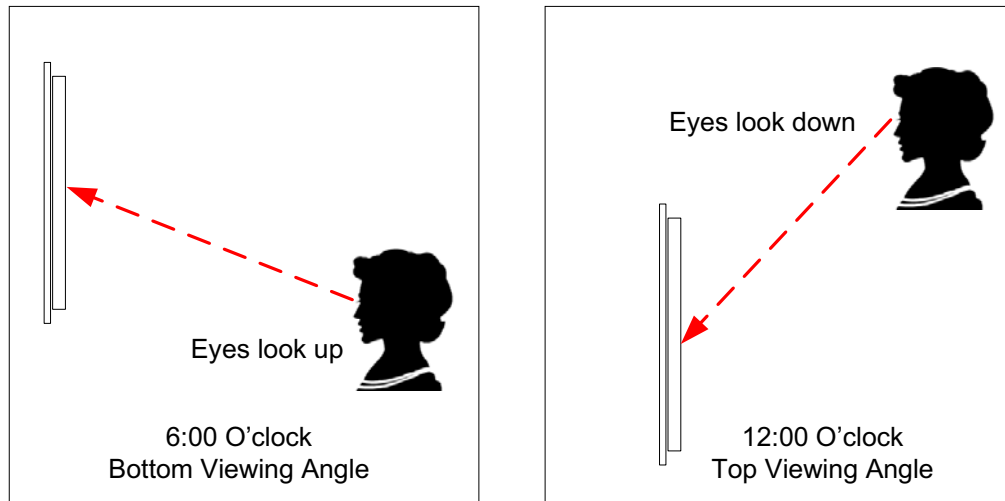 Eyes look up
6:00 O’clock
Bottom Viewing Angle
Eyes look down
12:00 O’clock
Top Viewing Angle